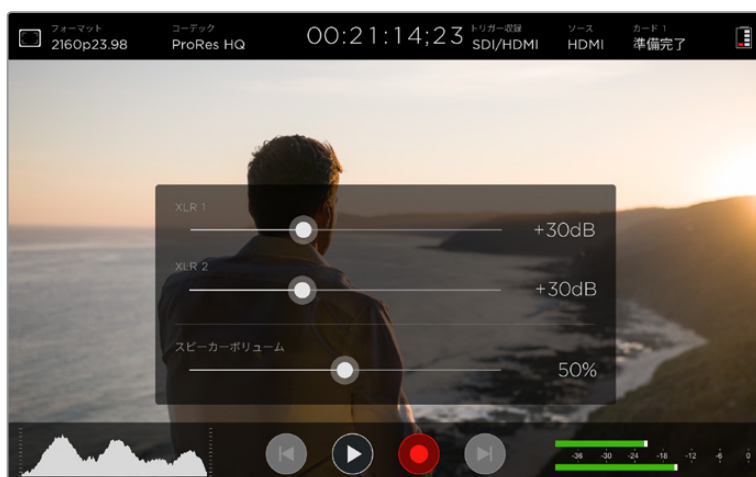 フォーマット
2160p23.98
コーデック
ProRes HQ
00:21:14;23
トリガー収録
SDI/HDMI
ソース
HDMI
カード 1
準備完了
XLR 1
+30dB
XLR 2
+30dB
スピーカーボリューム
50%
-36 -30 -24 -18 -12 -6 0